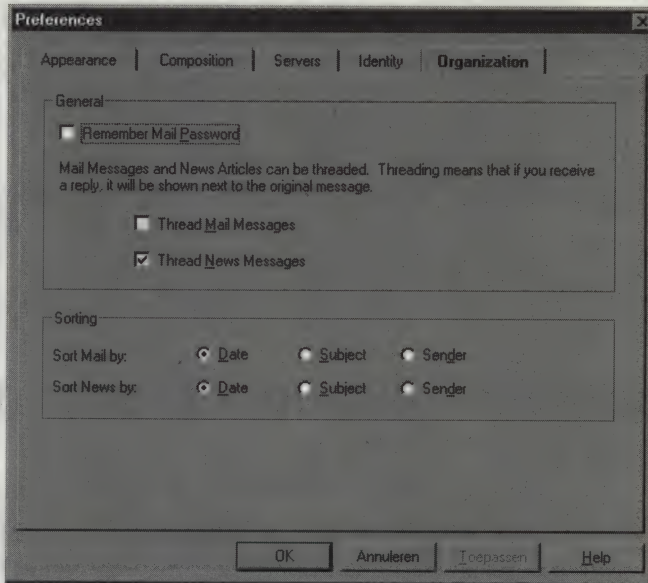 Preferences
Appearance Composition Servers Identity Organization
General
Remember Mail Password
Mail Messages and News Articles can be threaded. Threading means that if you receive
a reply, it will be shown next to the original message.
Thread Mail Messages
Thread News Messages
Sorting
Sort Mail by: Date Subject Sender
Sort News by: Date Subject Sender
OK Annuleren Toepassen Help